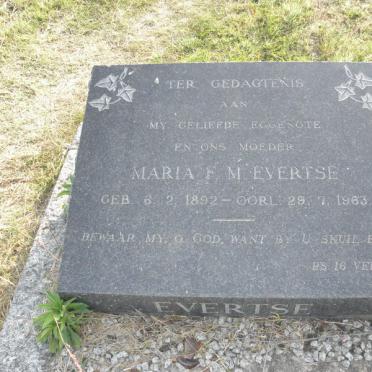 TER GEDAGTENIS
AAN
MY GELIEFDE EGGENOTE
EN ONS MOEDER
MARIA F. M. EVERTSE
GEB. 6. 2. 1892 — OORL. 29. 7. 1963
BEWAAR MY, O GOD, WANT BY U SKUIL
PS 16 VE
EVERTSE